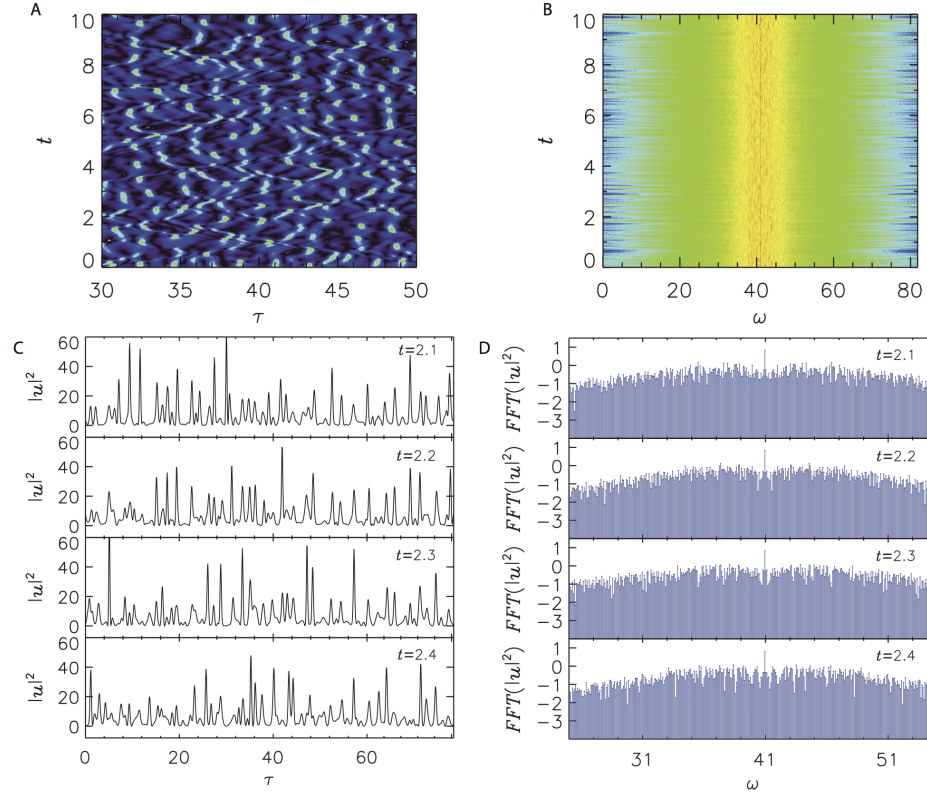 A
10
8
6
4
2
0
t
30 35 40 45 50
τ
B
10
8
6
4
2
0
t
0 20 40 60 80
ω
C
60
40
20
0
|u|²
t=2.1
60
40
20
0
|u|²
t=2.2
60
40
20
0
|u|²
t=2.3
60
40
20
0
|u|²
t=2.4
0 20 40 60
τ
D
1
0
−1
−2
−3
FFT(|u|²)
t=2.1
1
0
−1
−2
−3
FFT(|u|²)
t=2.2
1
0
−1
−2
−3
FFT(|u|²)
t=2.3
1
0
−1
−2
−3
FFT(|u|²)
t=2.4
31 41 51
ω